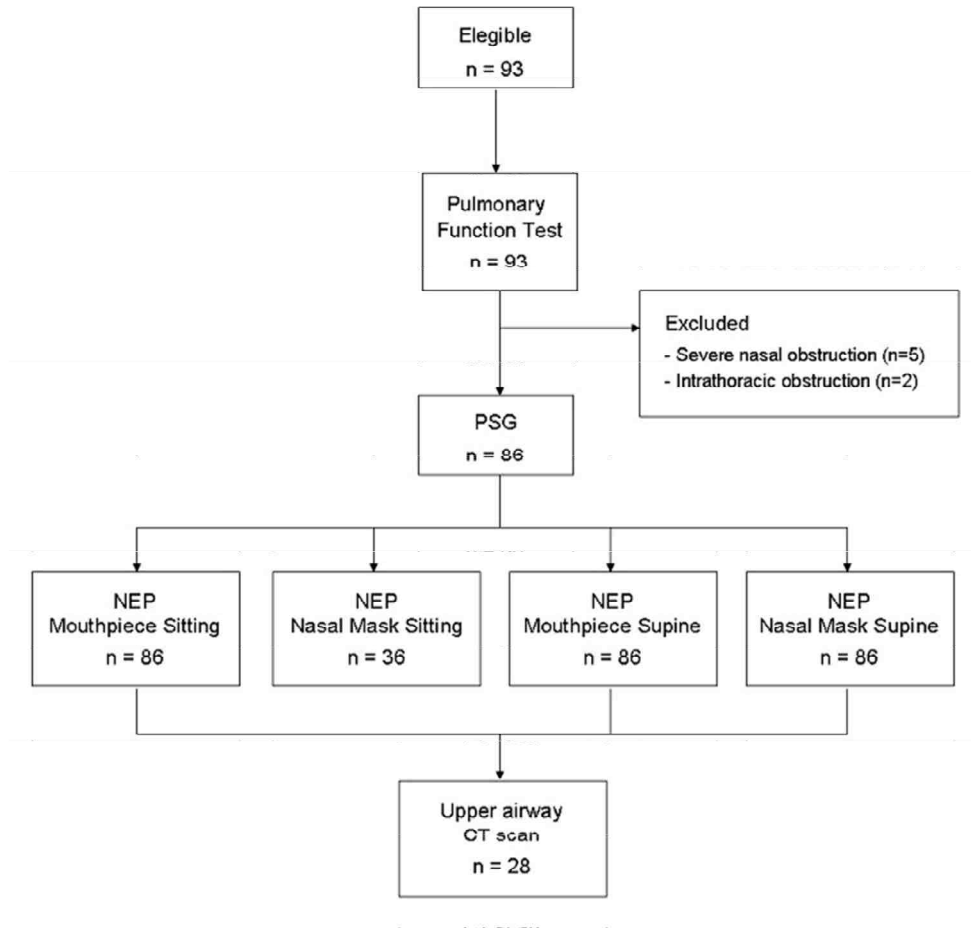 Elegible
n = 93
Pulmonary
Function Test
n = 93
Excluded
- Severe nasal obstruction (n=5)
- Intrathoracic obstruction (n=2)
PSG
n = 86
NEP
Mouthpiece Sitting
n = 86
NEP
Nasal Mask Sitting
n = 36
NEP
Mouthpiece Supine
n = 86
NEP
Nasal Mask Supine
n = 86
Upper airway
CT scan
n = 28